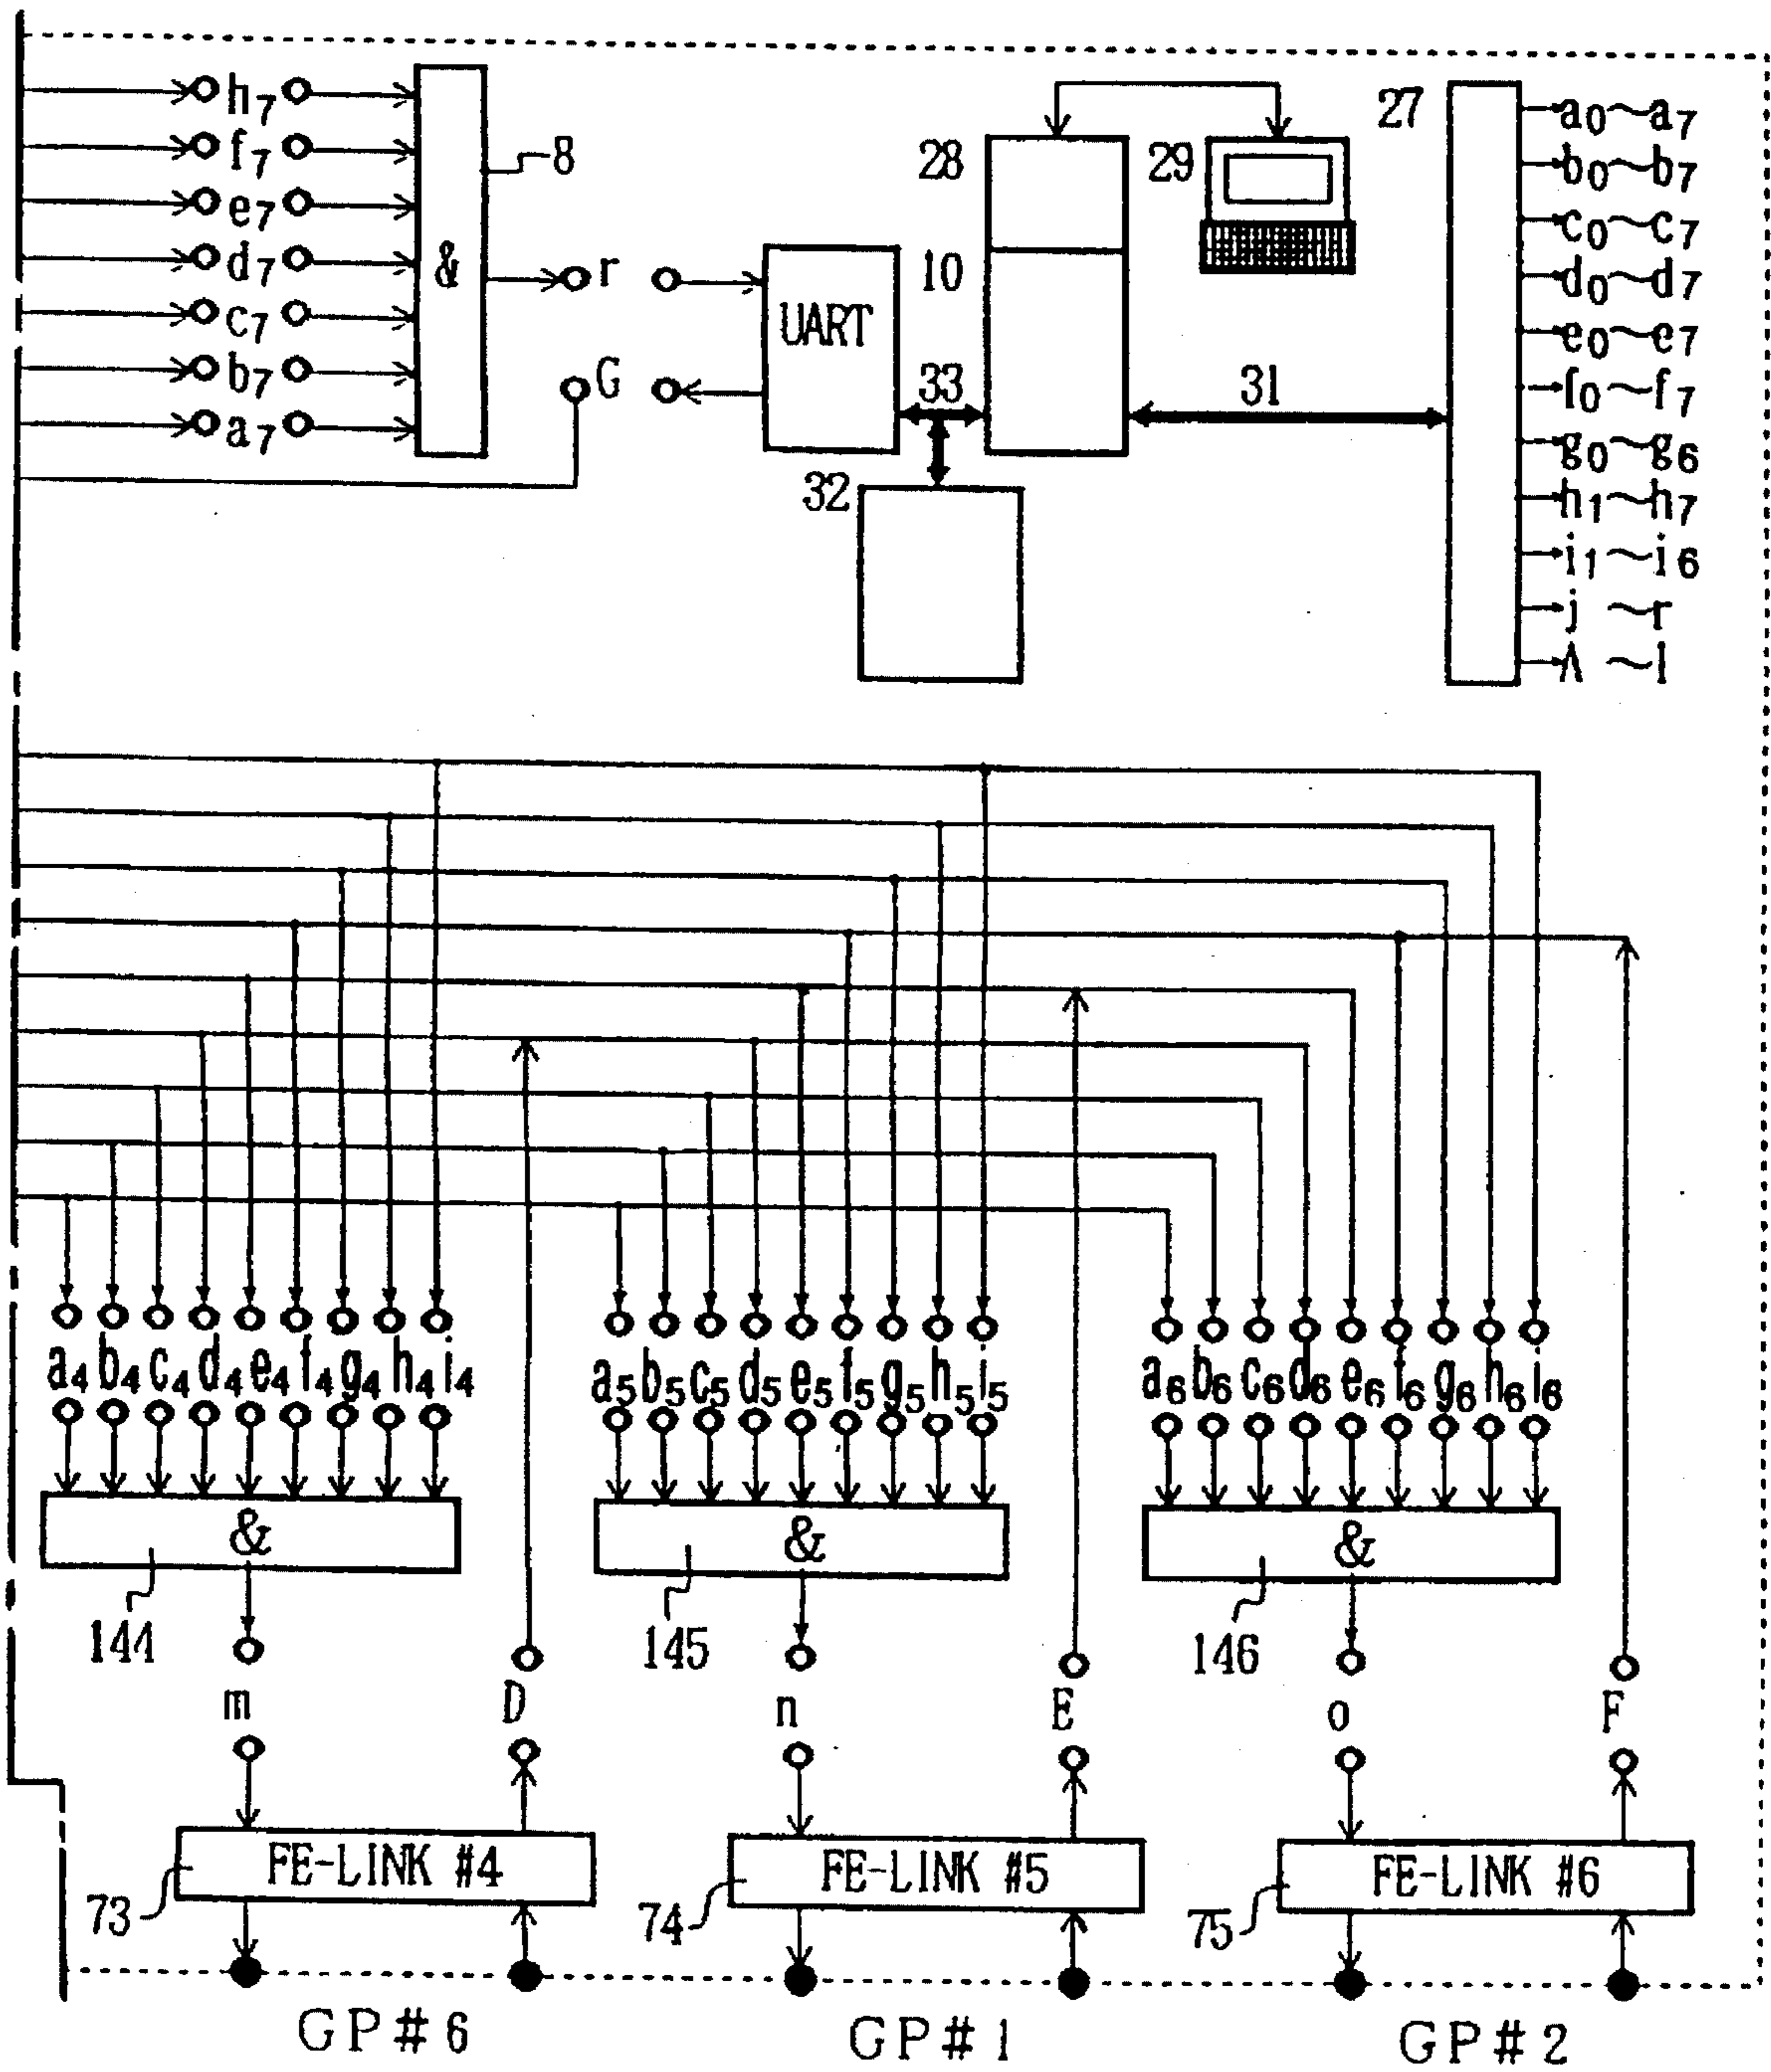 h7
f7
e7
d7
c7
b7
a7
&
8
r
G
UART
33
32
28
10
29
31
27
a0~a7
b0~b7
c0~c7
d0~d7
e0~e7
f0~f7
g0~g6
h1~h7
i1~i6
j ~r
A ~I
a4 b4 c4 d4 e4 f4 g4 h4 i4
a5 b5 c5 d5 e5 f5 g5 h5 i5
a6 b6 c6 d6 e6 f6 g6 h6 i6
& & &
144 145 146
m D n E o F
FE-LINK #4 FE-LINK #5 FE-LINK #6
73 74 75
GP#6 GP#1 GP#2